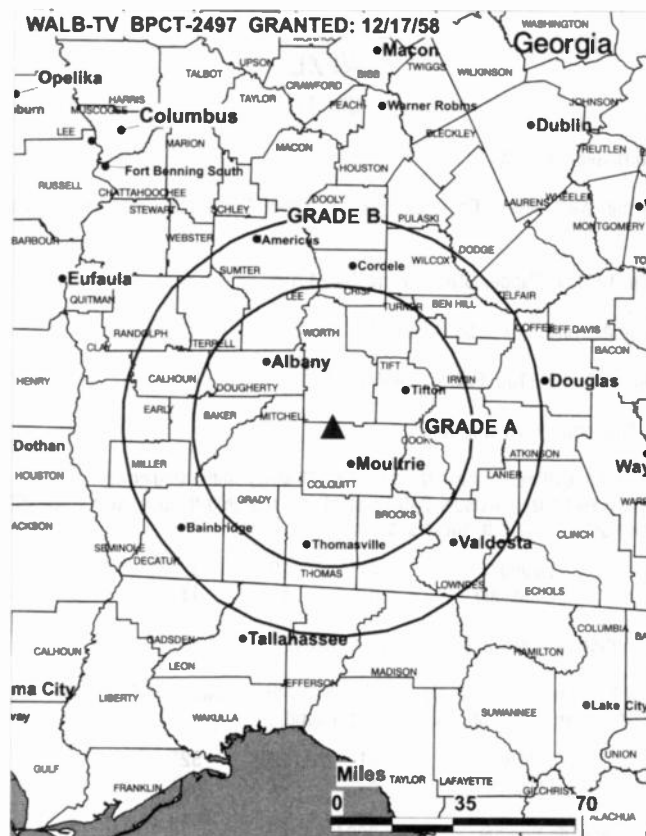 WALB-TV BPCT-2497 GRANTED: 12/17/58
WASHINGTON
Georgia
Macon
UPSON
BIBB
TWIGGS
TALBOT
WILKINSON
Opelika
HARRIS
TAYLOR
CRAWFORD
PEACH
Warner Robins
JOHNSON
MUSCOGEE
Columbus
BLECKLEY
Dublin
LEE
MARION
MACON
TREUTLEN
Fort Benning South
HOUSTON
RUSSELL
CHATTAHOOCHEE
DOOLY
LAURENS
WHEELER
STEWART
SCHLEY
GRADE B
PULASKI
MONTGOMERY
BARBOUR
WEBSTER
Americus
DODGE
WILCOX
Eufaula
SUMTER
Cordele
QUITMAN
LEE
CRISP
TELFAIR
TURNER
BEN HILL
RANDOLPH
WORTH
COFFEE
JEFF DAVIS
CLAY
TERRELL
BACON
Albany
TIFT
HENRY
CALHOUN
DOUGHERTY
IRWIN
Douglas
Tifton
EARLY
BAKER
MITCHELL
GRADE A
Dothan
COOK
ATKINSON
HOUSTON
MILLER
Moultrie
LANIER
COLQUITT
GRADY
BROOKS
Bainbridge
CLINCH
SEMINOLE
Thomasville
Valdosta
DECATUR
THOMAS
LOWNDES
ECHOLS
GADSDEN
Tallahassee
COLUMBIA
CALHOUN
LEON
HAMILTON
MADISON
JEFFERSON
LIBERTY
SUWANNEE
Lake City
WAKULLA
UNION
GULF
Miles
TAYLOR
LAFAYETTE
FRANKLIN
GILCHRIST
0 35 70
ALACHUA